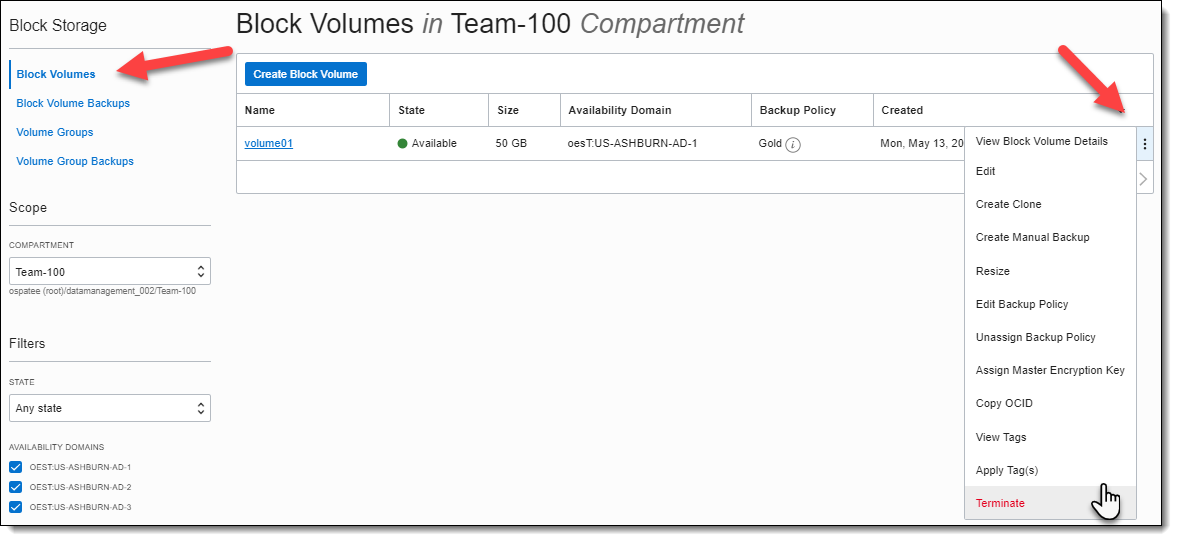 Block Storage
Block Volumes
Block Volume Backups
Volume Groups
Volume Group Backups
Scope
COMPARTMENT
Team-100
ospatee (root)/datamanagement_002/Team-100
Filters
STATE
Any state
AVAILABILITY DOMAINS
OEST:US-ASHBURN-AD-1
OEST:US-ASHBURN-AD-2
OEST:US-ASHBURN-AD-3
Block Volumes in Team-100 Compartment
Create Block Volume
Name State Size Availability Domain Backup Policy Created
volume01 Available 50 GB oesT:US-ASHBURN-AD-1 Gold i Mon, May 13, 20
View Block Volume Details
Edit
Create Clone
Create Manual Backup
Resize
Edit Backup Policy
Unassign Backup Policy
Assign Master Encryption Key
Copy OCID
View Tags
Apply Tag(s)
Terminate